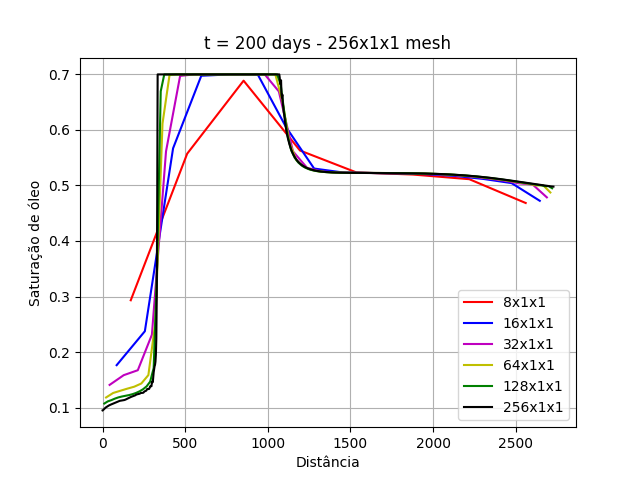 t = 200 days - 256x1x1 mesh
0.7
0.6
0.5
0.4
0.3
0.2
0.1
Saturação de óleo
8x1x1
16x1x1
32x1x1
64x1x1
128x1x1
256x1x1
0 500 1000 1500 2000 2500
Distância